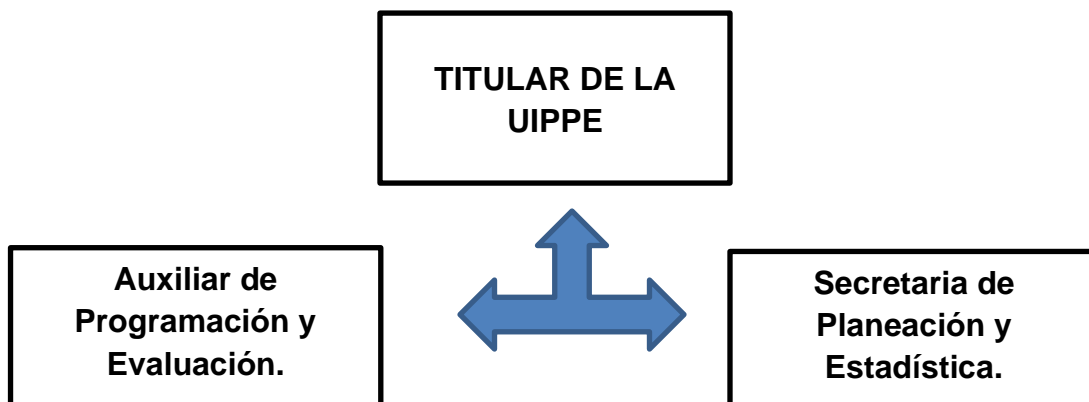 TITULAR DE LA
UIPPE
Auxiliar de
Programación y
Evaluación.
Secretaria de
Planeación y
Estadística.